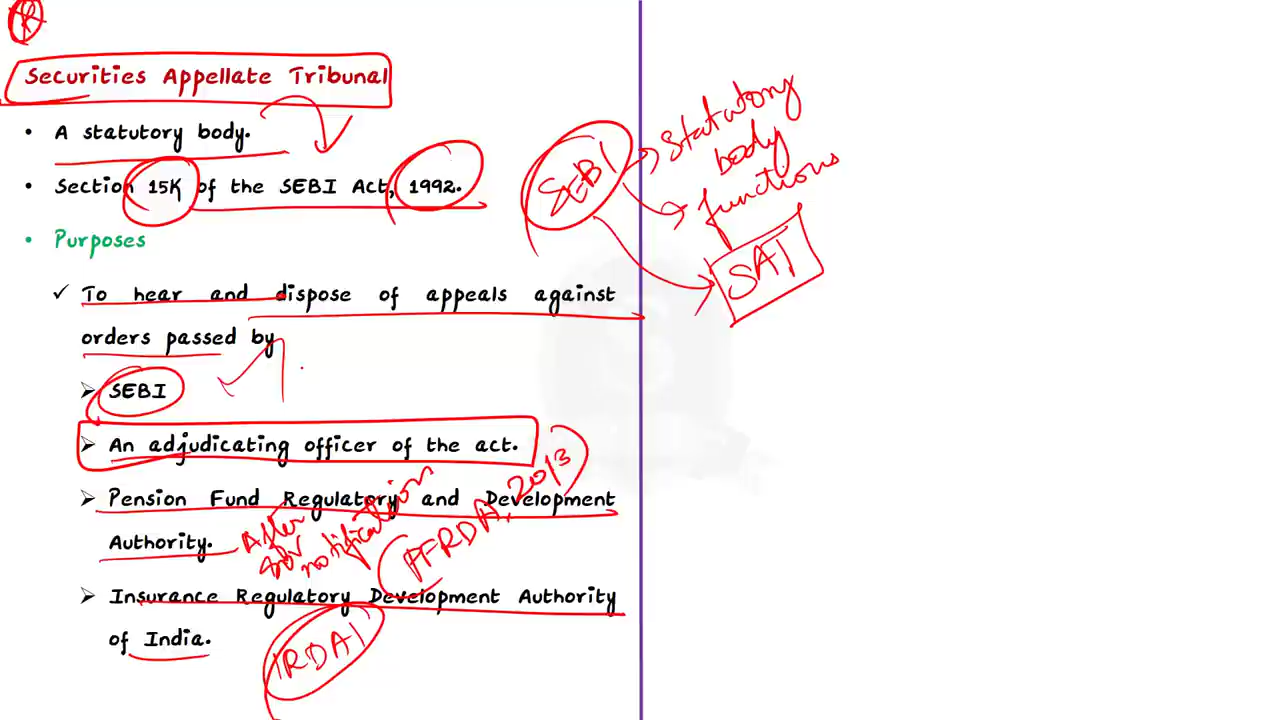 Securities Appellate Tribunal
• A statutory body.
• Section 15K of the SEBI Act, 1992.
• Purposes
✓ To hear and dispose of appeals against
orders passed by
➢ SEBI
➢ An adjudicating officer of the act.
➢ Pension Fund Regulatory and Development
Authority.
After
notification
PFRDA, 2013
➢ Insurance Regulatory Development Authority
of India.
IRDAI
SEBI
Statutory
body
functions
SAT